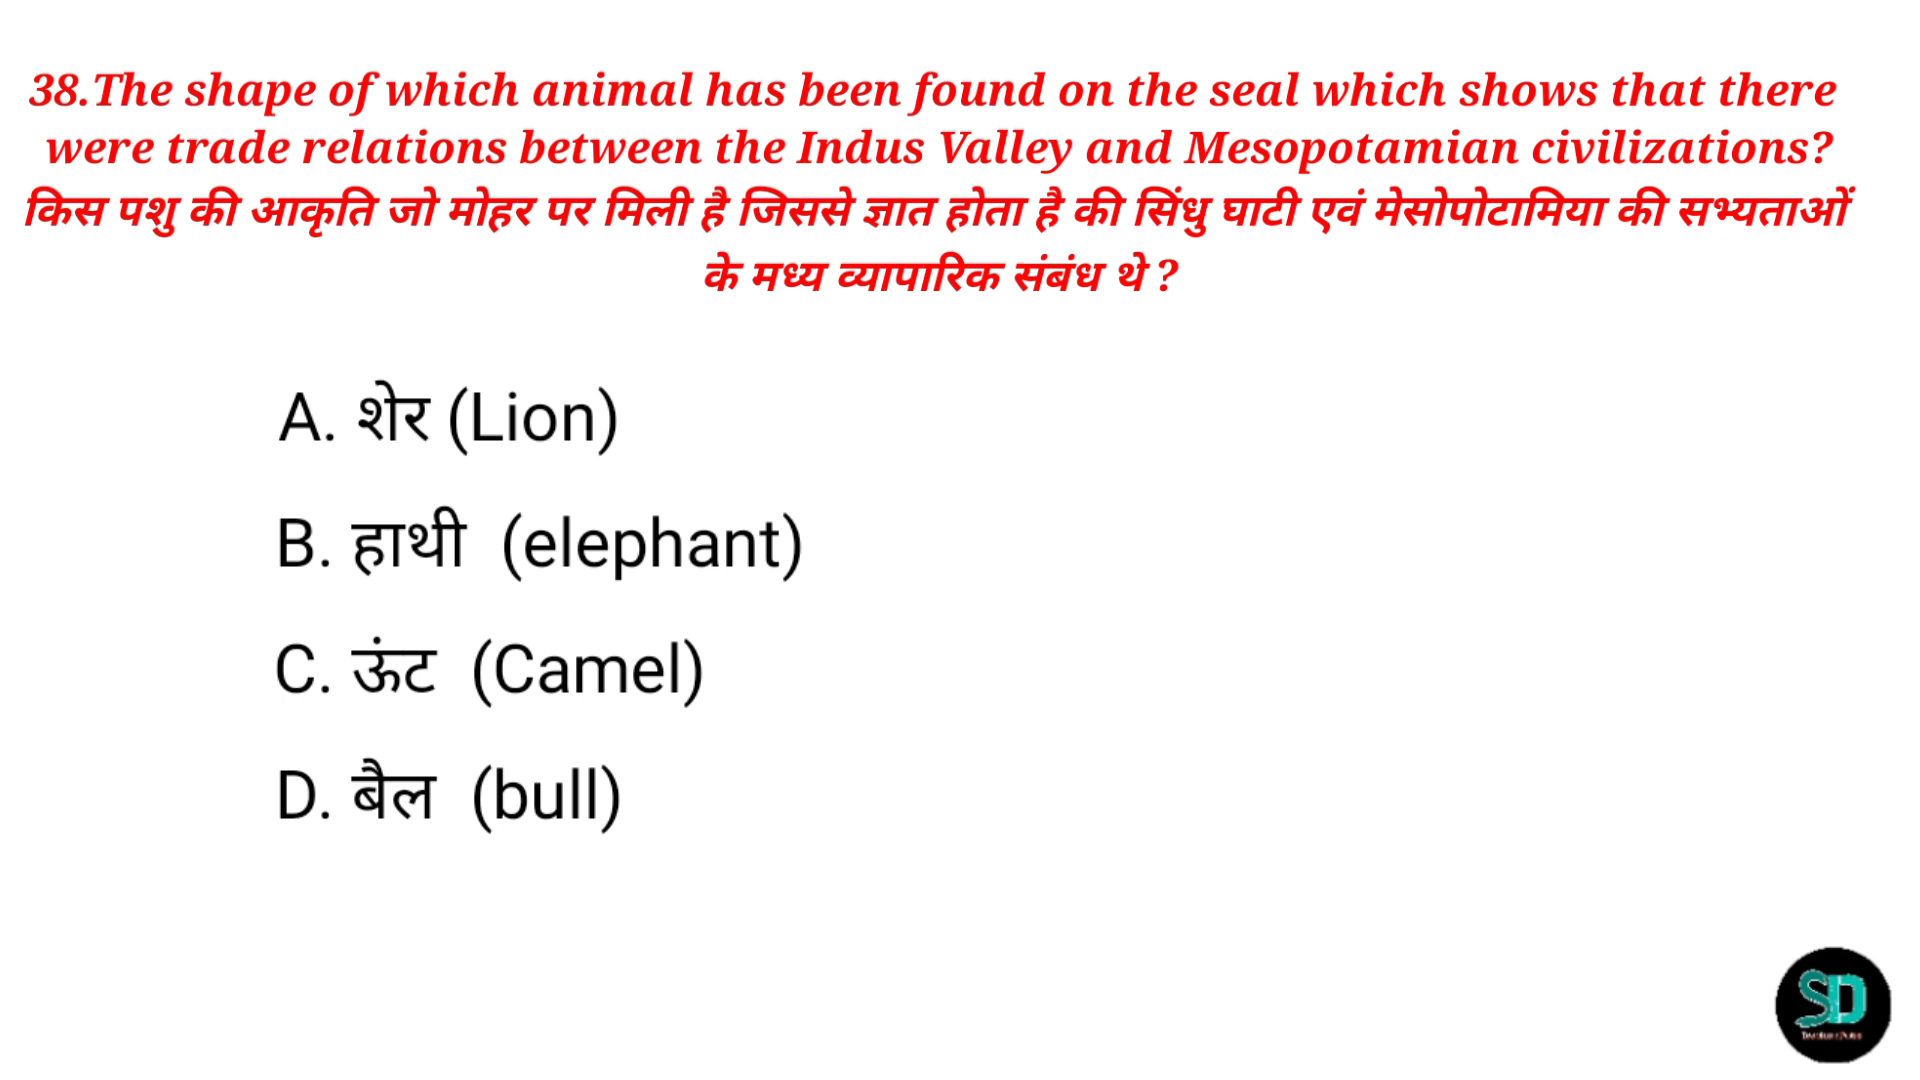 38.The shape of which animal has been found on the seal which shows that there
were trade relations between the Indus Valley and Mesopotamian civilizations?
किस पशु की आकृति जो मोहर पर मिली है जिससे ज्ञात होता है की सिंधु घाटी एवं मेसोपोटामिया की सभ्यताओं
के मध्य व्यापारिक संबंध थे ?
A. शेर (Lion)
B. हाथी (elephant)
C. ऊंट (Camel)
D. बैल (bull)
SD